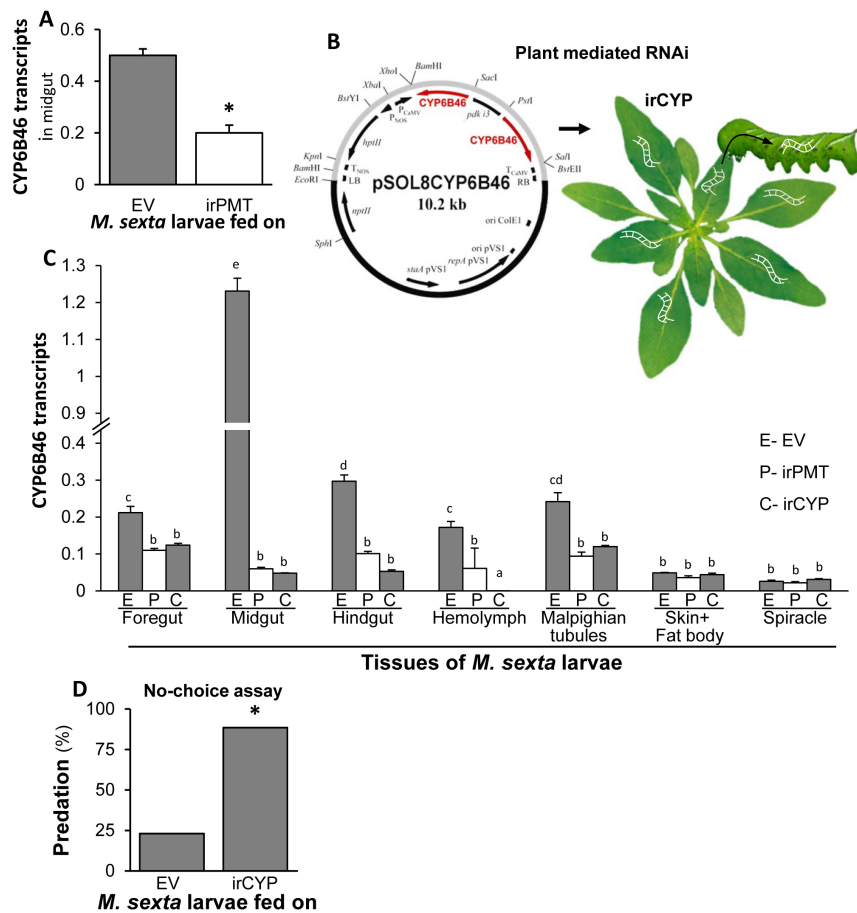 A
CYP6B46 transcripts
in midgut
0.6
0.4
0.2
0
*
EV
irPMT
M. sexta larvae fed on
B
Plant mediated RNAi
irCYP
XhoI
BamHI
SacI
XbaI
BstYI
PstI
CYP6B46
PCaMV
PNOS
pdk i3
CYP6B46
hptII
KpnI
BamHI
EcoRI
TNOS
LB
TCaMV
RB
SalI
BstEII
pSOL8CYP6B46
10.2 kb
nptII
SphI
ori ColE1
ori pVS1
repA pVS1
staA pVS1
C
CYP6B46 transcripts
1.3
1.2
1.1
1
0.9
0.4
0.3
0.2
0.1
0
c b b
e b b
d b b
c b a
cd b b
b b b
b b b
E- EV
P- irPMT
C- irCYP
E P C E P C E P C E P C E P C E P C E P C
Foregut Midgut Hindgut Hemolymph Malpighian tubules Skin+ Fat body Spiracle
Tissues of M. sexta larvae
D
No-choice assay
Predation (%)
100
75
50
25
0
*
EV
irCYP
M. sexta larvae fed on